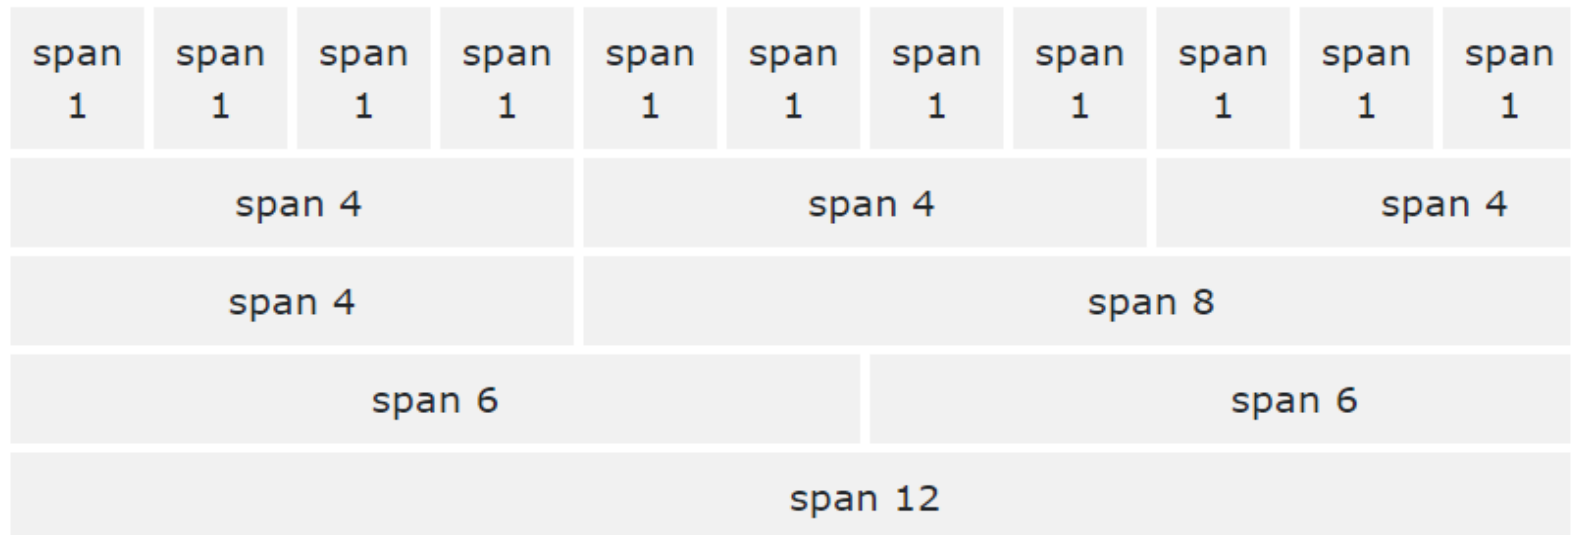 span span span span span span span span span span span
1 1 1 1 1 1 1 1 1 1 1
span 4 span 4 span 4
span 4 span 8
span 6 span 6
span 12